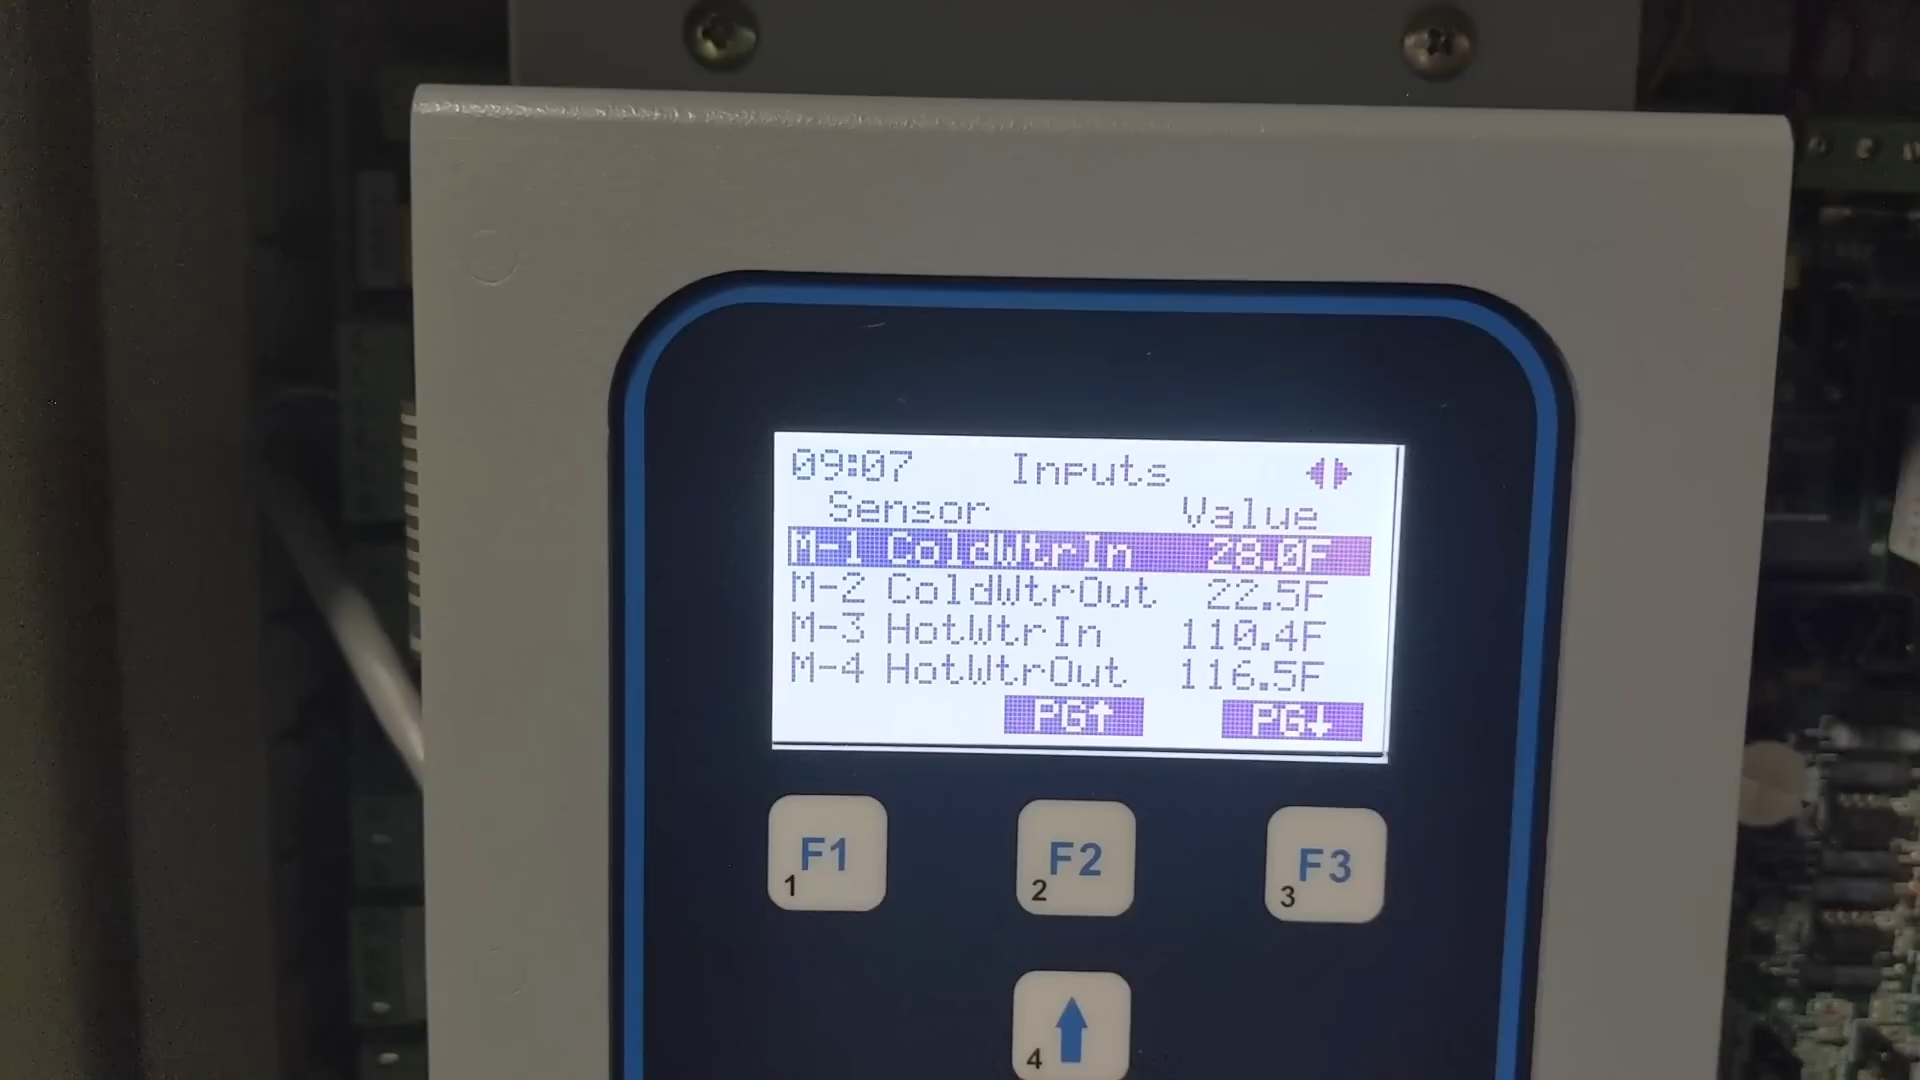 09:07 Inputs ◀▶
Sensor Value
M-1 ColdWtrIn 28.0F
M-2 ColdWtrOut 22.5F
M-3 HotWtrIn 110.4F
M-4 HotWtrOut 116.5F
PG↑ PG↓
F1 F2 F3
1 2 3
4